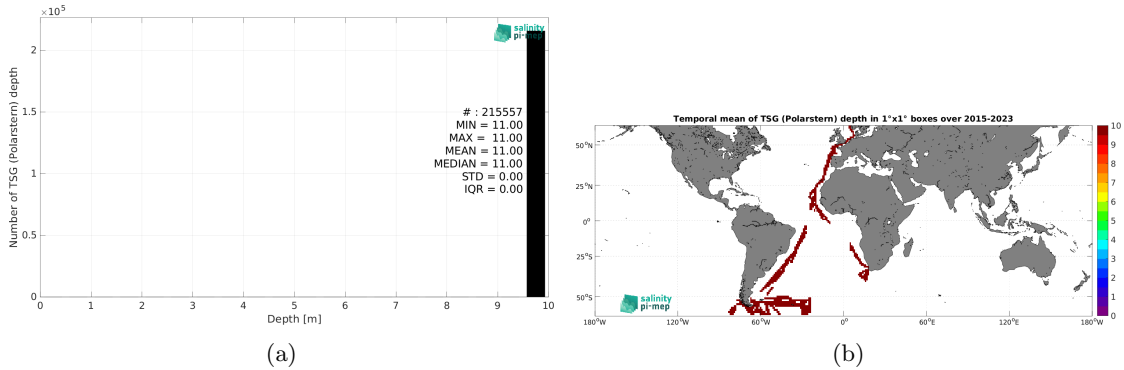 ×10⁵
2
1.5
1
0.5
0
Number of TSG (Polarstern) depth
salinity
pi-mep
# : 215557
MIN = 11.00
MAX = 11.00
MEAN = 11.00
MEDIAN = 11.00
STD = 0.00
IQR = 0.00
0 1 2 3 4 5 6 7 8 9 10
Depth [m]
(a)
Temporal mean of TSG (Polarstern) depth in 1°x1° boxes over 2015-2023
50°N
25°N
0°
25°S
50°S
salinity
pi-mep
180°W 120°W 60°W 0° 60°E 120°E 180°W
10
9
8
7
6
5
4
3
2
1
0
(b)